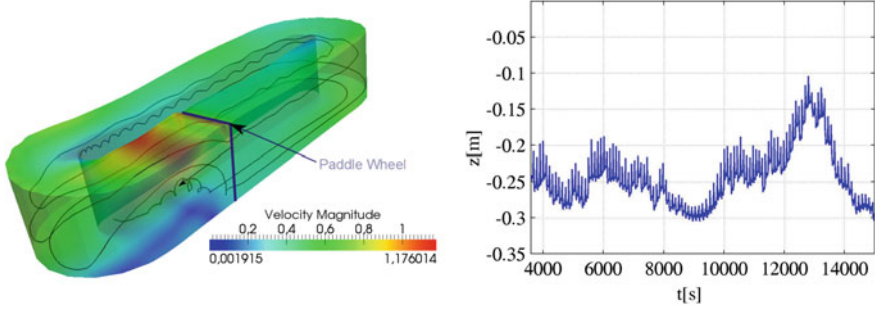 Paddle Wheel
Velocity Magnitude
0,2 0,4 0,6 0,8 1
0,001915 1,176014
z[m]
-0.05
-0.1
-0.15
-0.2
-0.25
-0.3
-0.35
4000 6000 8000 10000 12000 14000
t[s]